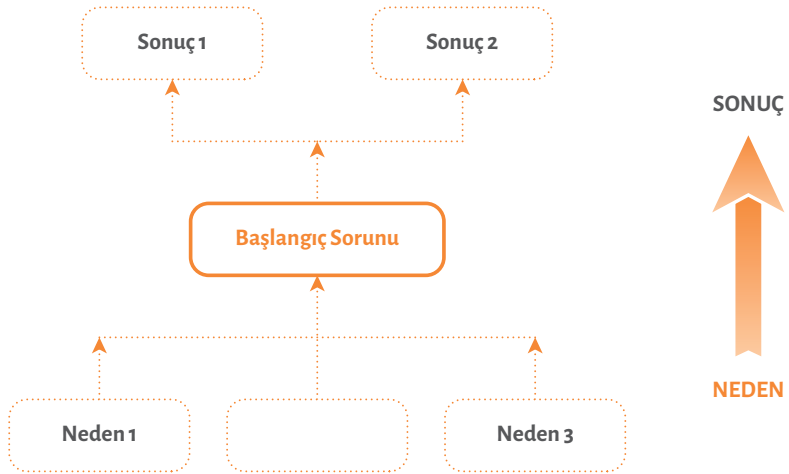 Sonuç 1
Sonuç 2
SONUÇ
Başlangıç Sorunu
NEDEN
Neden 1
Neden 3